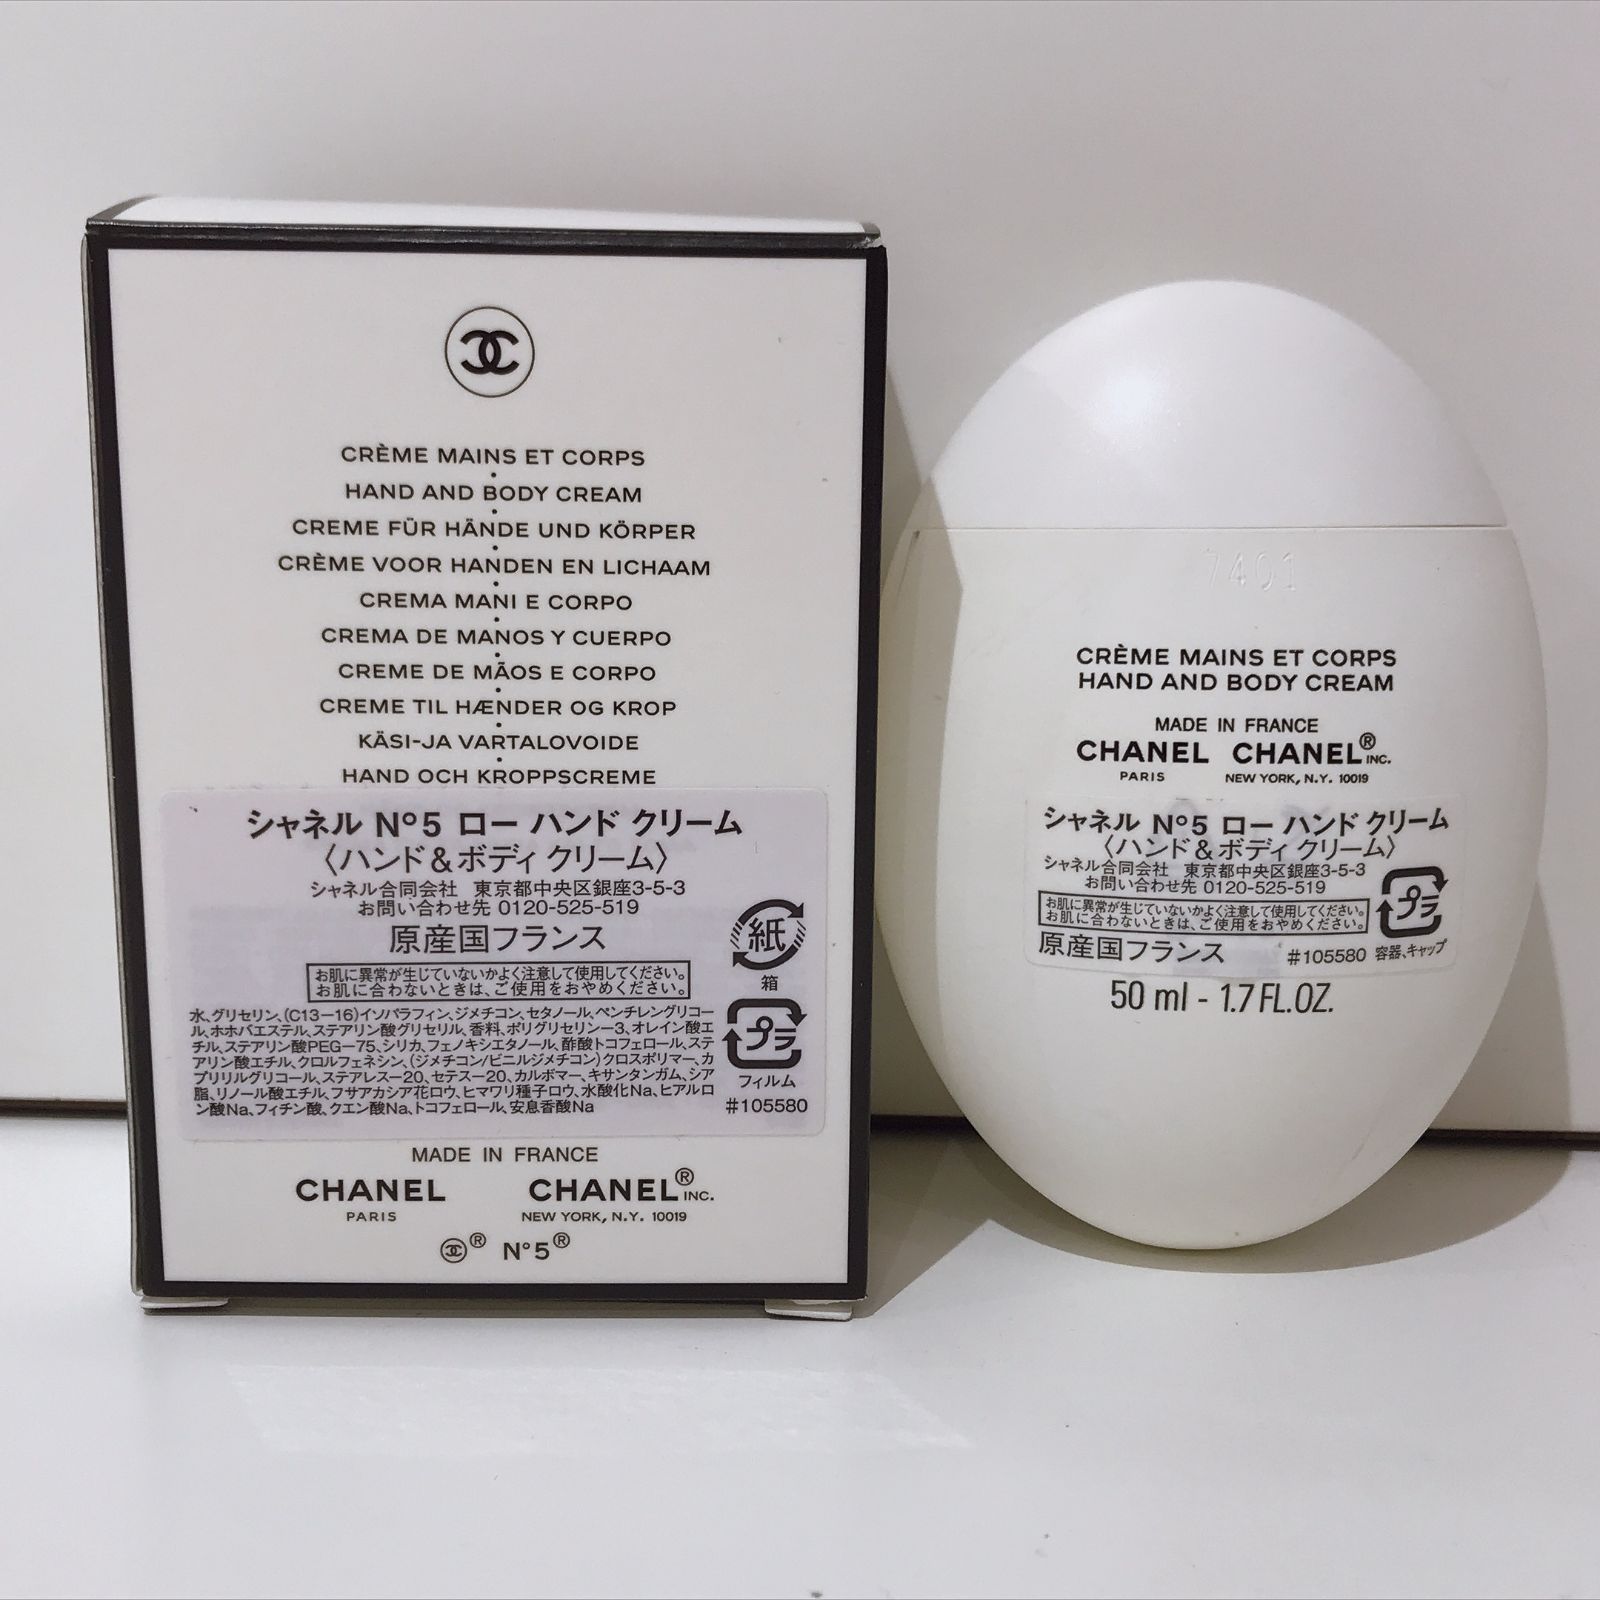 CRÈME MAINS ET CORPS
HAND AND BODY CREAM
CREME FÜR HÄNDE UND KÖRPER
CRÈME VOOR HANDEN EN LICHAAM
CREMA MANI E CORPO
CREMA DE MANOS Y CUERPO
CREME DE MÃOS E CORPO
CREME TIL HÆNDER OG KROP
KÄSI-JA VARTALOVOIDE
HAND OCH KROPPSCREME
シャネル N°5 ロー ハンド クリーム
〈ハンド&ボディ クリーム〉
シャネル合同会社 東京都中央区銀座3-5-3
お問い合わせ先 0120-525-519
原産国フランス
お肌に異常が生じていないかよく注意して使用してください。
お肌に合わないときは、ご使用をおやめください。
水、グリセリン、(C13-16)イソパラフィン、ジメチコン、セタノール、ペンチレングリコー
ル、ホホバエステル、ステアリン酸グリセリル、香料、ポリグリセリン-3、オレイン酸エ
チル、ステアリン酸PEG-75、シリカ、フェノキシエタノール、酢酸トコフェロール、ステ
アリン酸エチル、クロルフェネシン、(ジメチコン/ビニルジメチコン)クロスポリマー、カ
プリリルグリコール、ステアレス-20、セテス-20、カルボマー、キサンタンガム、シア
脂、リノール酸エチル、フサアカシア花ロウ、ヒマワリ種子ロウ、水酸化Na、ヒアルロ
ン酸Na、フィチン酸、クエン酸Na、トコフェロール、安息香酸Na
紙
箱
プラ
フィルム
#105580
MADE IN FRANCE
CHANEL CHANEL® INC.
PARIS NEW YORK, N.Y. 10019
® N°5®
7401
CRÈME MAINS ET CORPS
HAND AND BODY CREAM
MADE IN FRANCE
CHANEL CHANEL® INC.
PARIS NEW YORK, N.Y. 10019
シャネル N°5 ロー ハンド クリーム
〈ハンド&ボディ クリーム〉
シャネル合同会社 東京都中央区銀座3-5-3
お問い合わせ先 0120-525-519
お肌に異常が生じていないかよく注意して使用してください。
お肌に合わないときは、ご使用をおやめください。
プラ
原産国フランス #105580 容器、キャップ
50 ml - 1.7 FL.OZ.